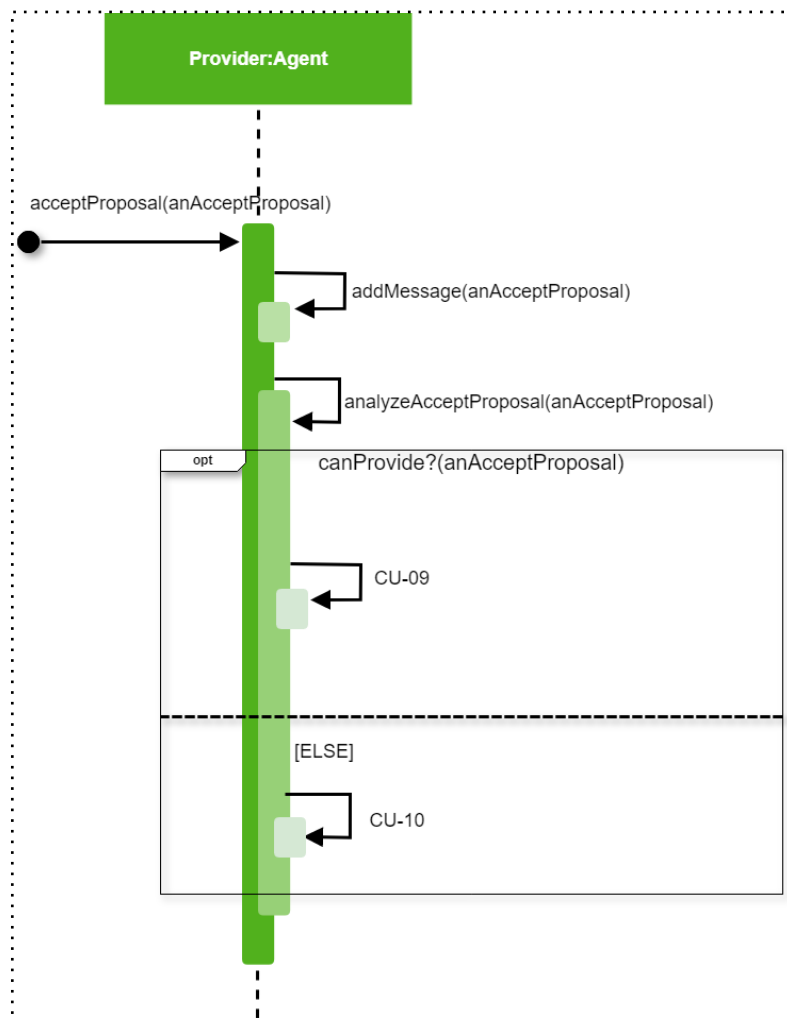 Provider:Agent
acceptProposal(anAcceptProposal)
addMessage(anAcceptProposal)
analyzeAcceptProposal(anAcceptProposal)
opt
canProvide?(anAcceptProposal)
CU-09
[ELSE]
CU-10